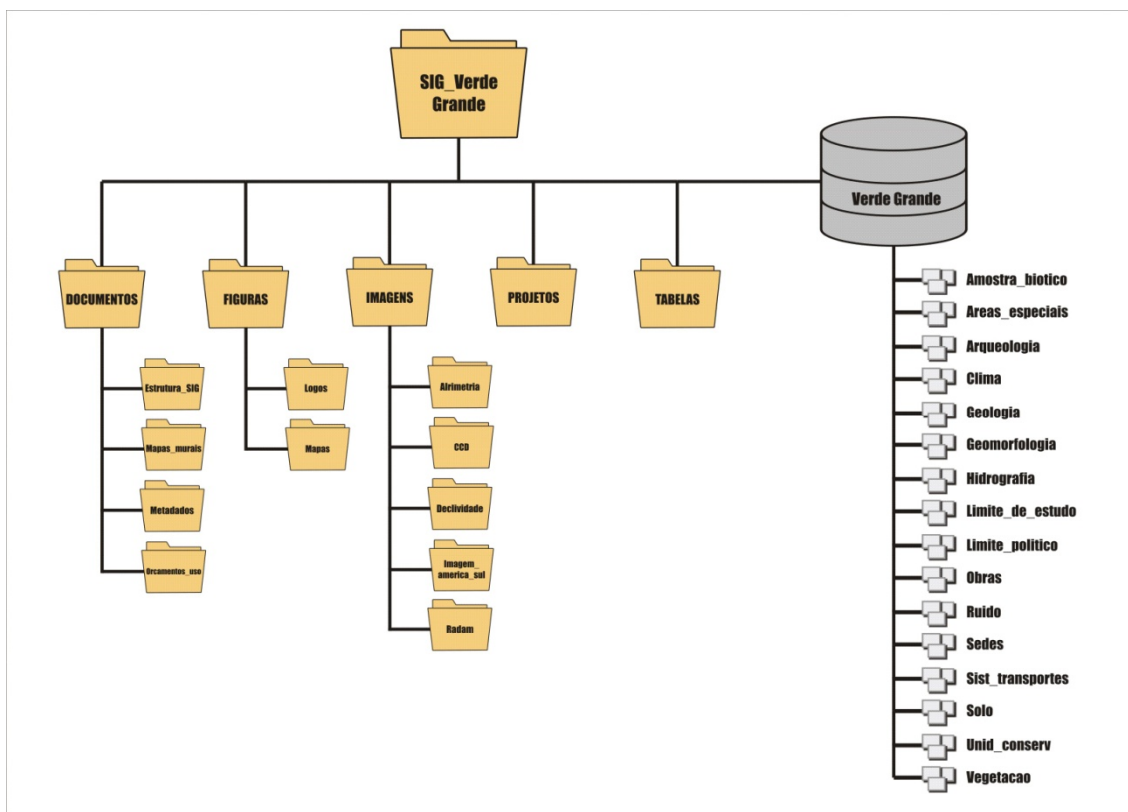 SIG_Verde
Grande
Verde Grande
DOCUMENTOS
FIGURAS
IMAGENS
PROJETOS
TABELAS
Estrutura_SIG
Mapas_murais
Metadados
Orcamentos_uso
Logos
Mapas
Alrimetria
CCD
Declividade
Imagem_
america_sul
Radam
Amostra_biotico
Areas_especiais
Arqueologia
Clima
Geologia
Geomorfologia
Hidrografia
Limite_de_estudo
Limite_politico
Obras
Ruido
Sedes
Sist_transportes
Solo
Unid_conserv
Vegetacao